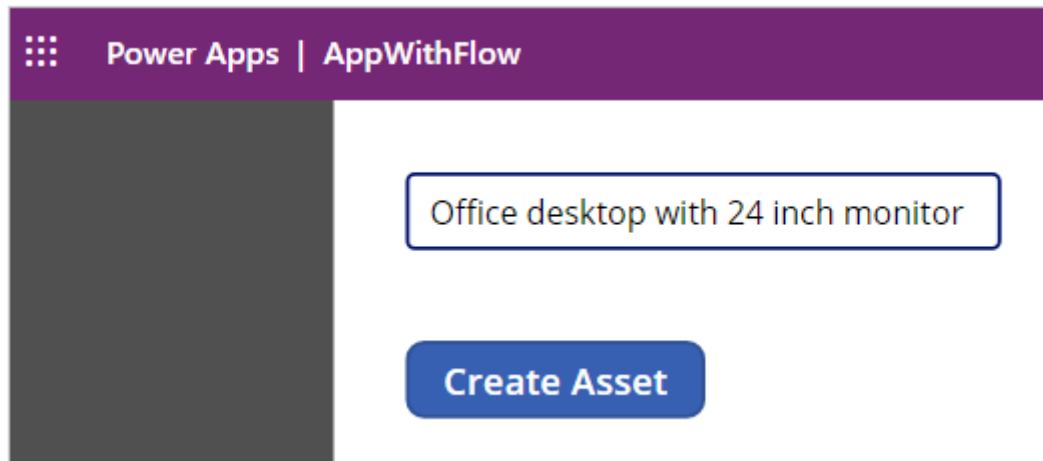 Power Apps | AppWithFlow
Office desktop with 24 inch monitor
Create Asset